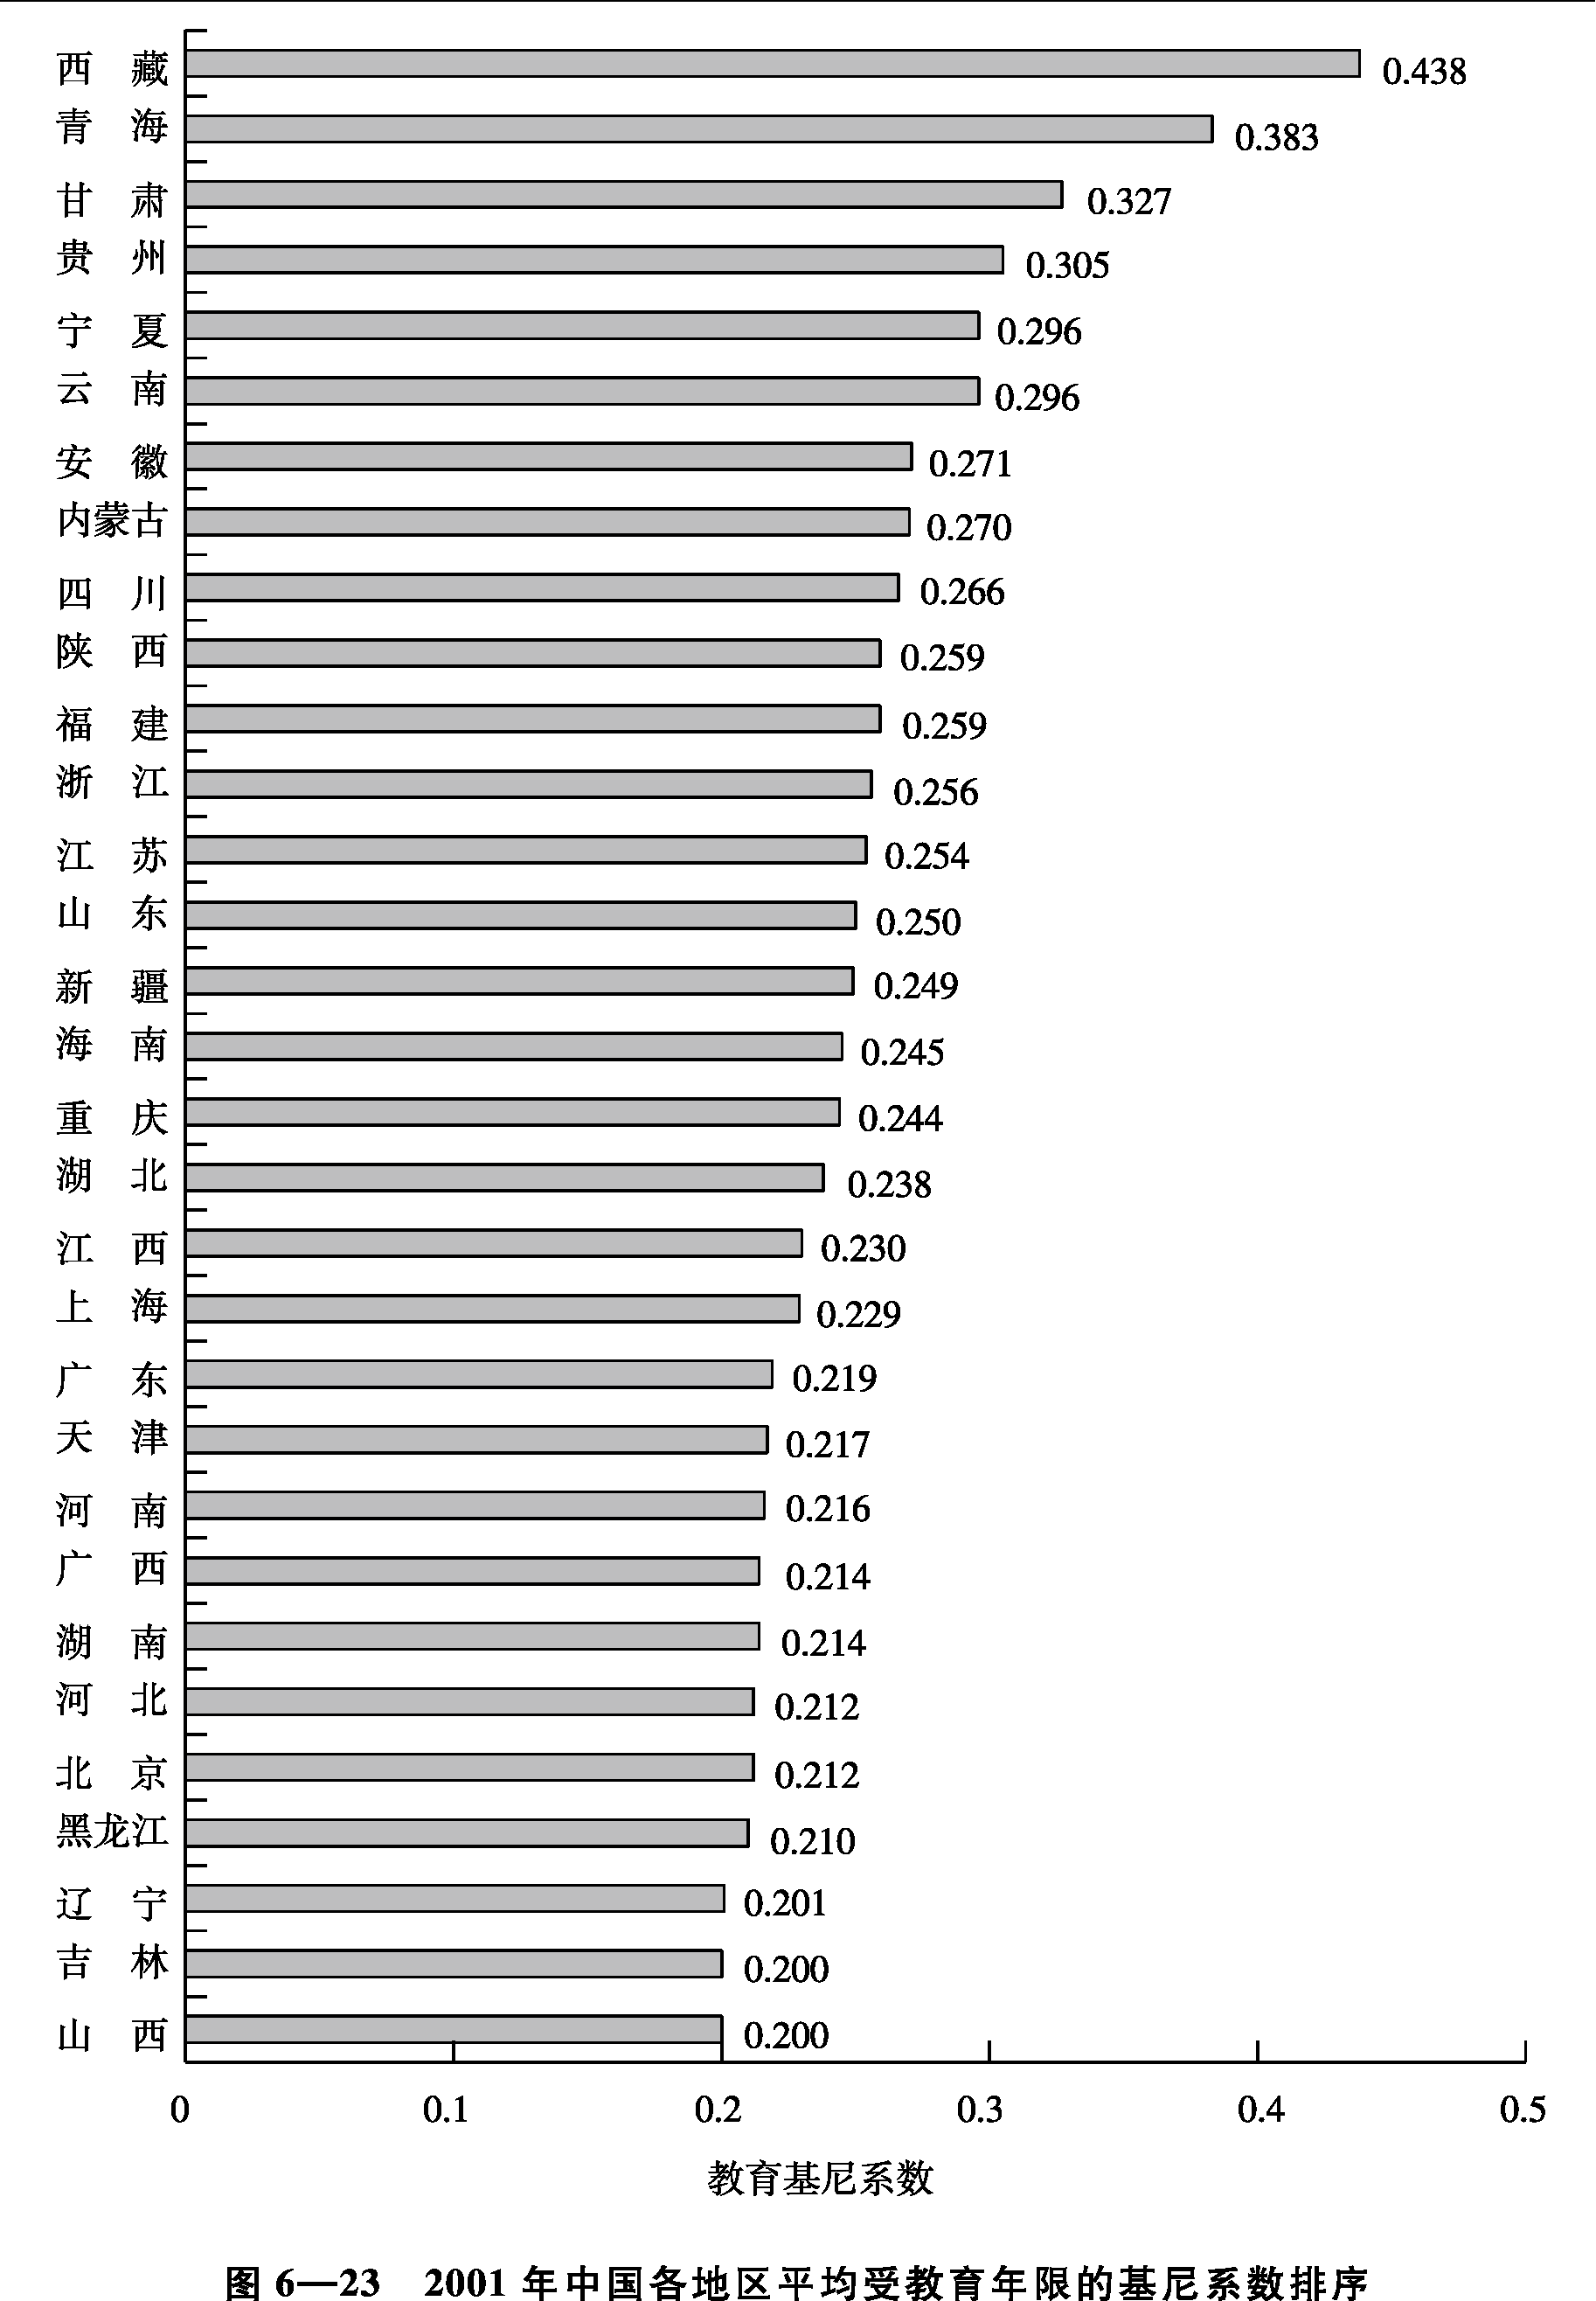 西 藏 0.438
青 海 0.383
甘 肃 0.327
贵 州 0.305
宁 夏 0.296
云 南 0.296
安 徽 0.271
内蒙古 0.270
四 川 0.266
陕 西 0.259
福 建 0.259
浙 江 0.256
江 苏 0.254
山 东 0.250
新 疆 0.249
海 南 0.245
重 庆 0.244
湖 北 0.238
江 西 0.230
上 海 0.229
广 东 0.219
天 津 0.217
河 南 0.216
广 西 0.214
湖 南 0.214
河 北 0.212
北 京 0.212
黑龙江 0.210
辽 宁 0.201
吉 林 0.200
山 西 0.200
0 0.1 0.2 0.3 0.4 0.5
教育基尼系数
图 6—23 2001 年中国各地区平均受教育年限的基尼系数排序